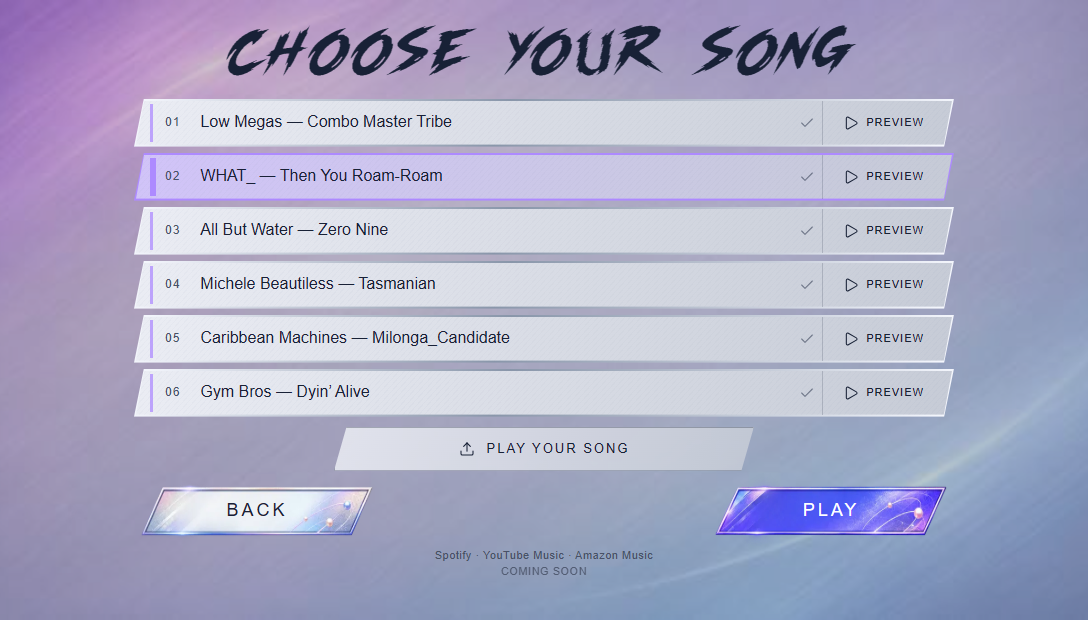 CHOOSE YOUR SONG
01 Low Megas — Combo Master Tribe PREVIEW
02 WHAT_ — Then You Roam-Roam PREVIEW
03 All But Water — Zero Nine PREVIEW
04 Michele Beautiless — Tasmanian PREVIEW
05 Caribbean Machines — Milonga_Candidate PREVIEW
06 Gym Bros — Dyin’ Alive PREVIEW
PLAY YOUR SONG
BACK PLAY
Spotify · YouTube Music · Amazon Music
COMING SOON